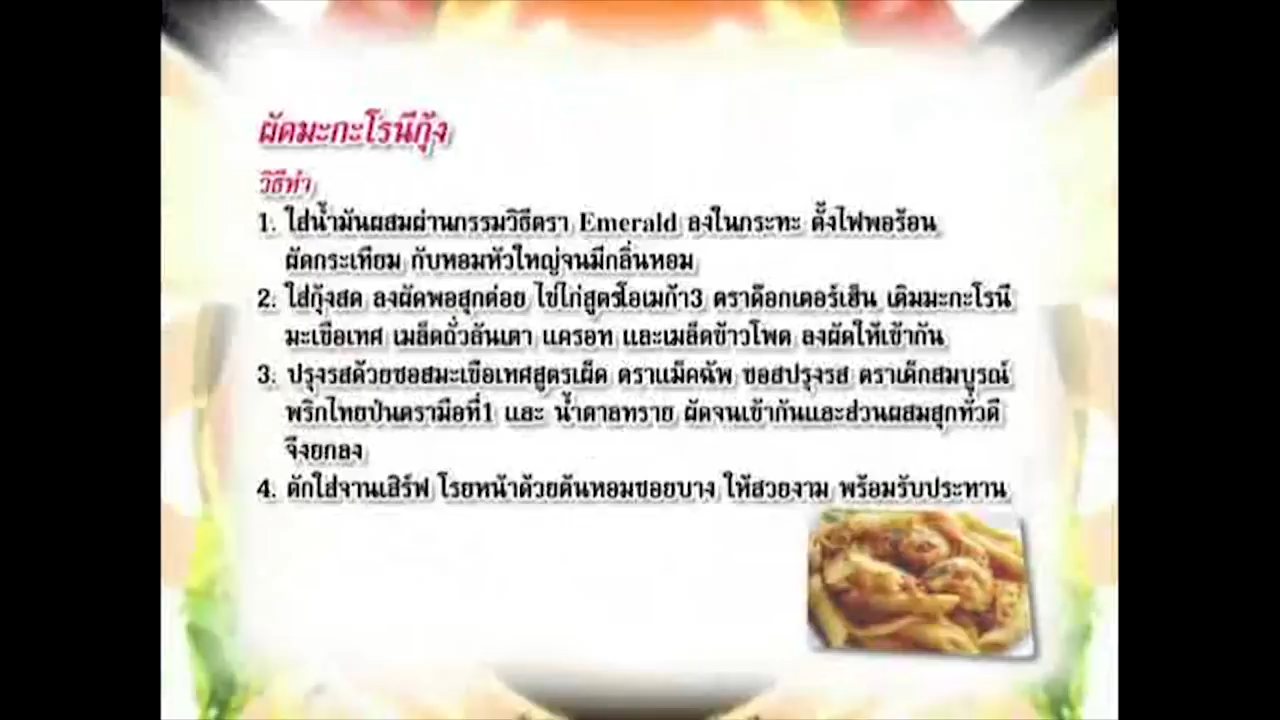 ผัดมะกะโรนีกุ้ง
วิธีทำ
1. ใส่น้ำมันผสมผ่านกรรมวิธีตรา Emerald ลงในกระทะ ตั้งไฟพอร้อน
ผัดกระเทียม กับหอมหัวใหญ่จนมีกลิ่นหอม
2. ใส่กุ้งสด ลงผัดพอสุกต่อย ไข่ไก่สูตรโอเมก้า3 ตราด๊อกเตอร์เฮ็น เติมมะกะโรนี
มะเขือเทศ เมล็ดถั่วลันเตา แครอท และเมล็ดข้าวโพด ลงผัดให้เข้ากัน
3. ปรุงรสด้วยซอสมะเขือเทศสูตรเผ็ด ตราแม็คฉัพ ซอสปรุงรส ตราเด็กสมบูรณ์
พริกไทยป่นตรามือที่1 และ น้ำตาลทราย ผัดจนเข้ากันและส่วนผสมสุกทั่วดี
จึงยกลง
4. ตักใส่จานเสิร์ฟ โรยหน้าด้วยต้นหอมซอยบาง ให้สวยงาม พร้อมรับประทาน